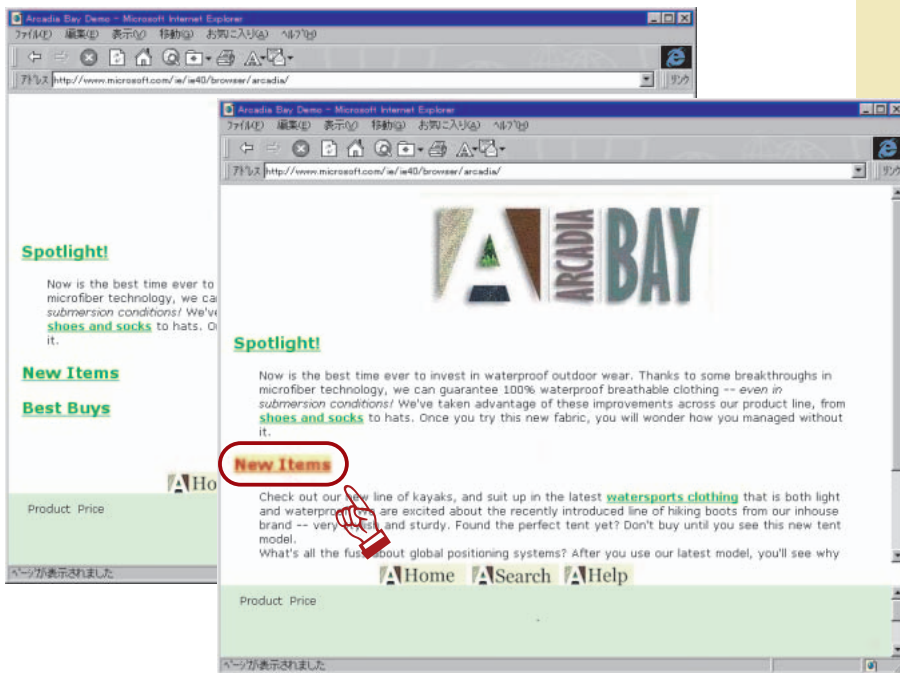 Arcadia Bay Demo - Microsoft Internet Explorer
ファイル(F) 編集(E) 表示(V) 移動(G) お気に入り(A) ヘルプ(H)
アドレス http://www.microsoft.com/ie/ie40/browser/arcadia/
リンク
Spotlight!
Now is the best time ever to
microfiber technology, we ca
submersion conditions! We've
shoes and socks to hats. O
it.
New Items
Best Buys
Ho
Product Price
ページが表示されました
Arcadia Bay Demo - Microsoft Internet Explorer
ファイル(F) 編集(E) 表示(V) 移動(G) お気に入り(A) ヘルプ(H)
アドレス http://www.microsoft.com/ie/ie40/browser/arcadia/
リンク
A ARCADIA BAY
Spotlight!
Now is the best time ever to invest in waterproof outdoor wear. Thanks to some breakthroughs in
microfiber technology, we can guarantee 100% waterproof breathable clothing -- even in
submersion conditions! We've taken advantage of these improvements across our product line, from
shoes and socks to hats. Once you try this new fabric, you will wonder how you managed without
it.
New Items
Check out our new line of kayaks, and suit up in the latest watersports clothing that is both light
and waterproof. We are excited about the recently introduced line of hiking boots from our inhouse
brand -- very stylish and sturdy. Found the perfect tent yet? Don't buy until you see this new tent
model.
What's all the fuss about global positioning systems? After you use our latest model, you'll see why
Home Search Help
Product Price
ページが表示されました